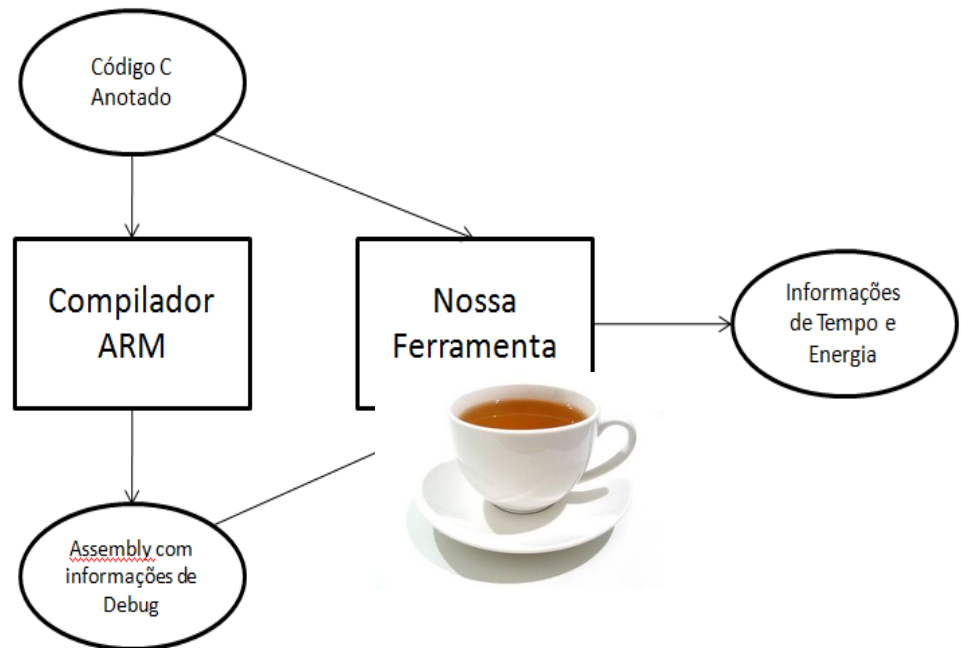 Código C
Anotado
Compilador
ARM
Nossa
Ferramenta
Informações
de Tempo e
Energia
Assembly com
informações de
Debug